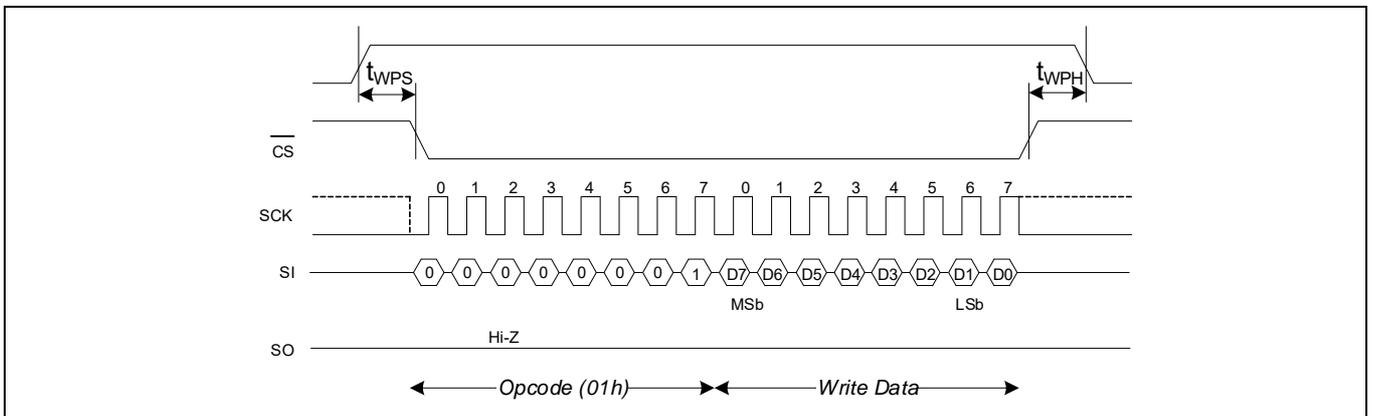 tWPS tWPH
CS
0 1 2 3 4 5 6 7 0 1 2 3 4 5 6 7
SCK
SI 0 0 0 0 0 0 0 1 D7 D6 D5 D4 D3 D2 D1 D0
MSb LSb
Hi-Z
SO
Opcode (01h) Write Data